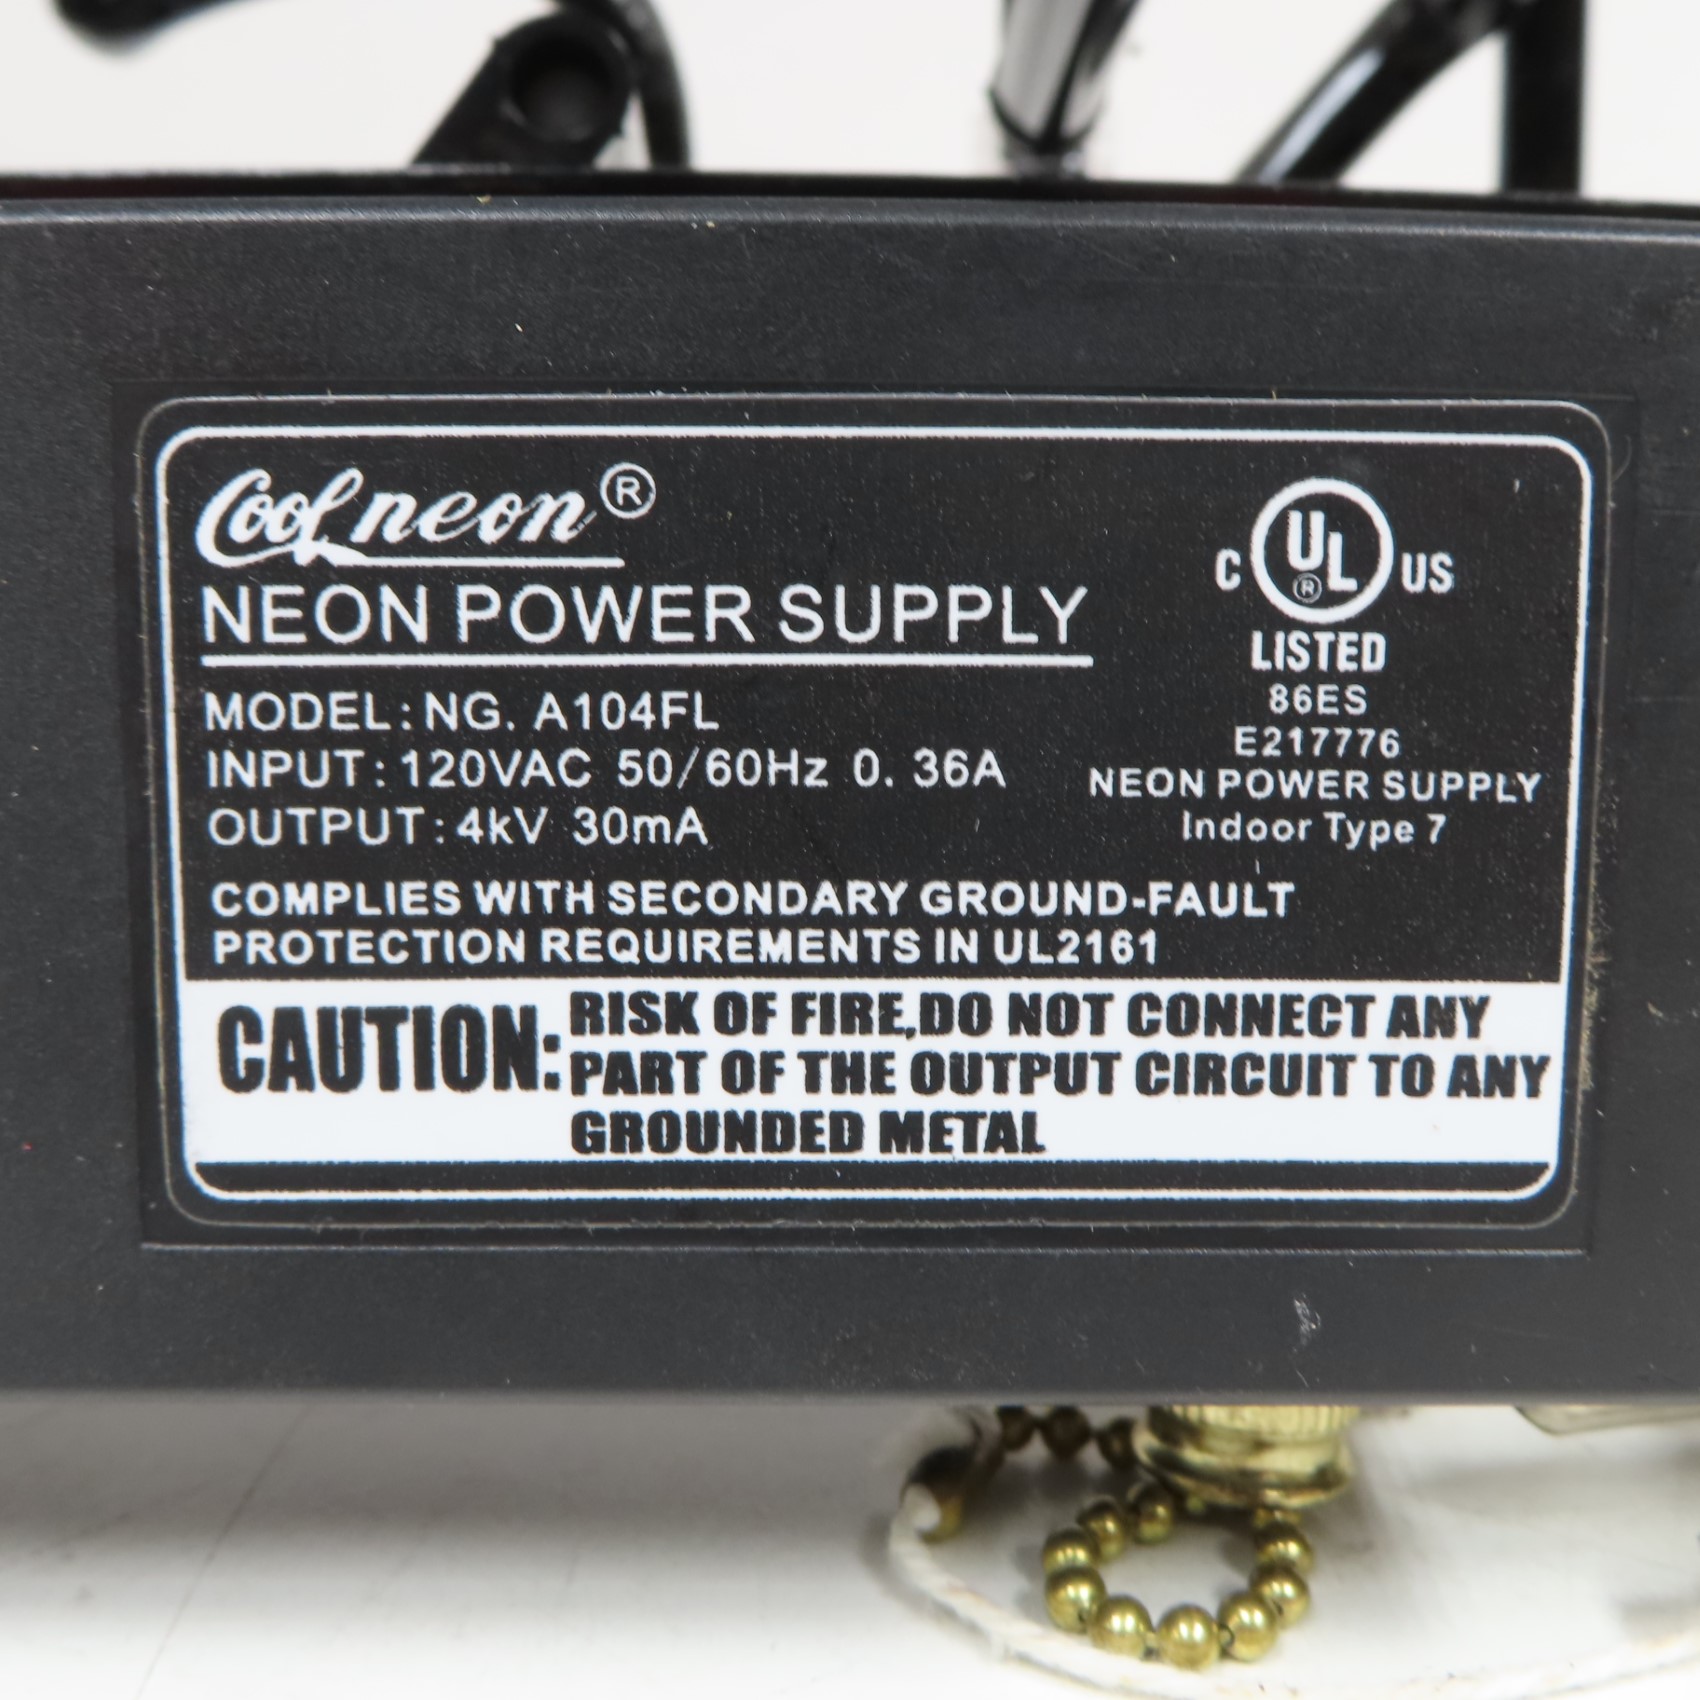 Cool neon®
NEON POWER SUPPLY
MODEL: NG. A104FL
INPUT: 120VAC 50/60Hz 0. 36A
OUTPUT: 4kV 30mA
C UL® US
LISTED
86ES
E217776
NEON POWER SUPPLY
Indoor Type 7
COMPLIES WITH SECONDARY GROUND-FAULT
PROTECTION REQUIREMENTS IN UL2161
CAUTION: RISK OF FIRE,DO NOT CONNECT ANY
PART OF THE OUTPUT CIRCUIT TO ANY
GROUNDED METAL